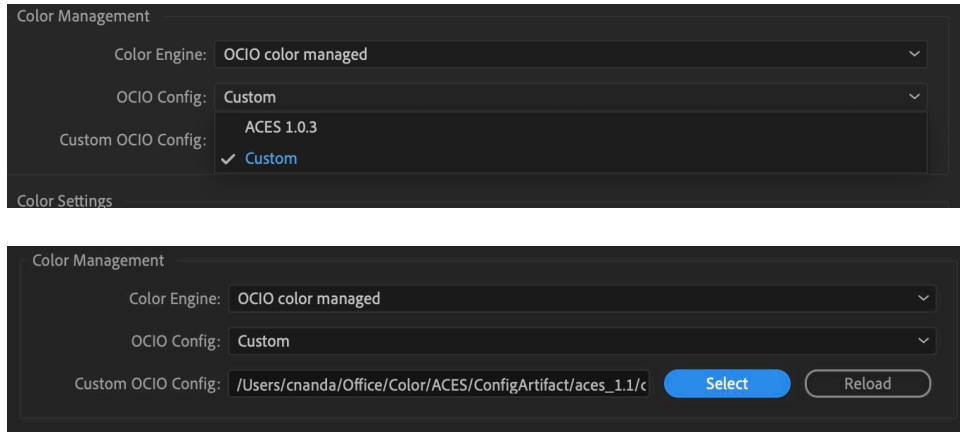 Color Management
Color Engine: OCIO color managed
OCIO Config: Custom
ACES 1.0.3
Custom OCIO Config:
Custom
Color Settings
Color Management
Color Engine: OCIO color managed
OCIO Config: Custom
Custom OCIO Config: /Users/cnanda/Office/Color/ACES/ConfigArtifact/aces_1.1/c Select Reload